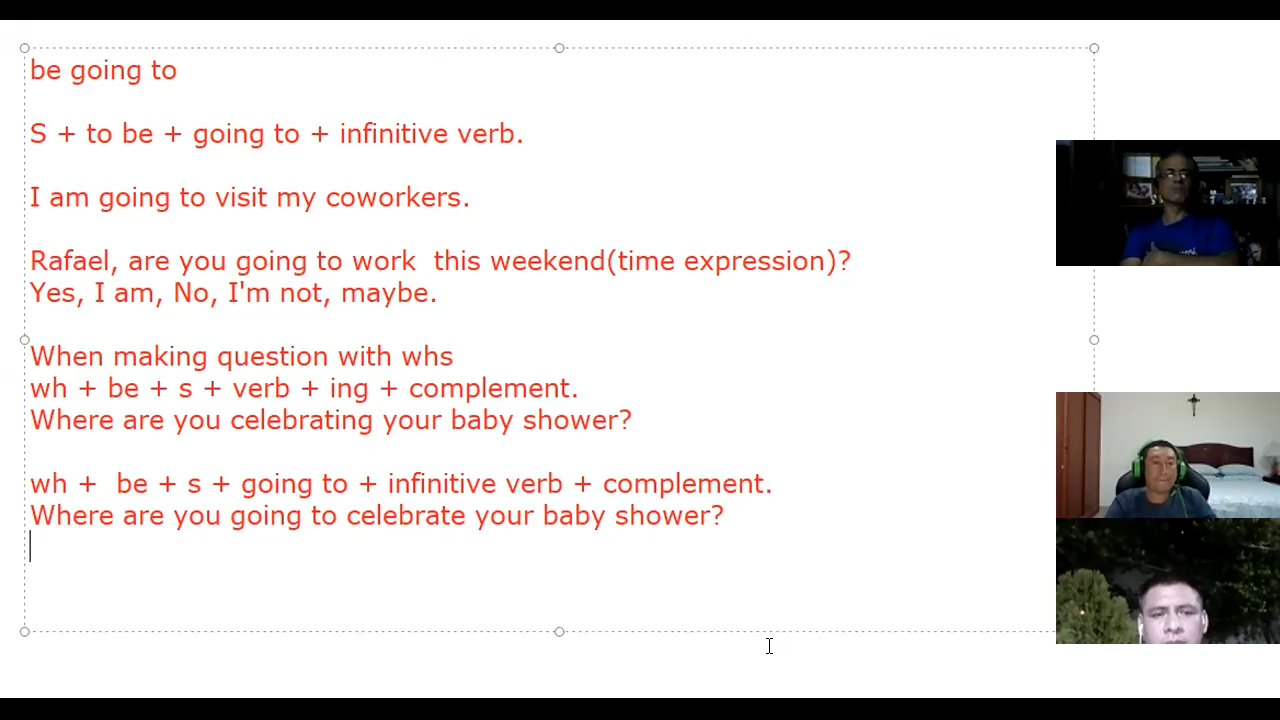 be going to
S + to be + going to + infinitive verb.
I am going to visit my coworkers.
Rafael, are you going to work  this weekend(time expression)?
Yes, I am, No, I'm not, maybe.
When making question with whs
wh + be + s + verb + ing + complement.
Where are you celebrating your baby shower?
wh +  be + s + going to + infinitive verb + complement.
Where are you going to celebrate your baby shower?